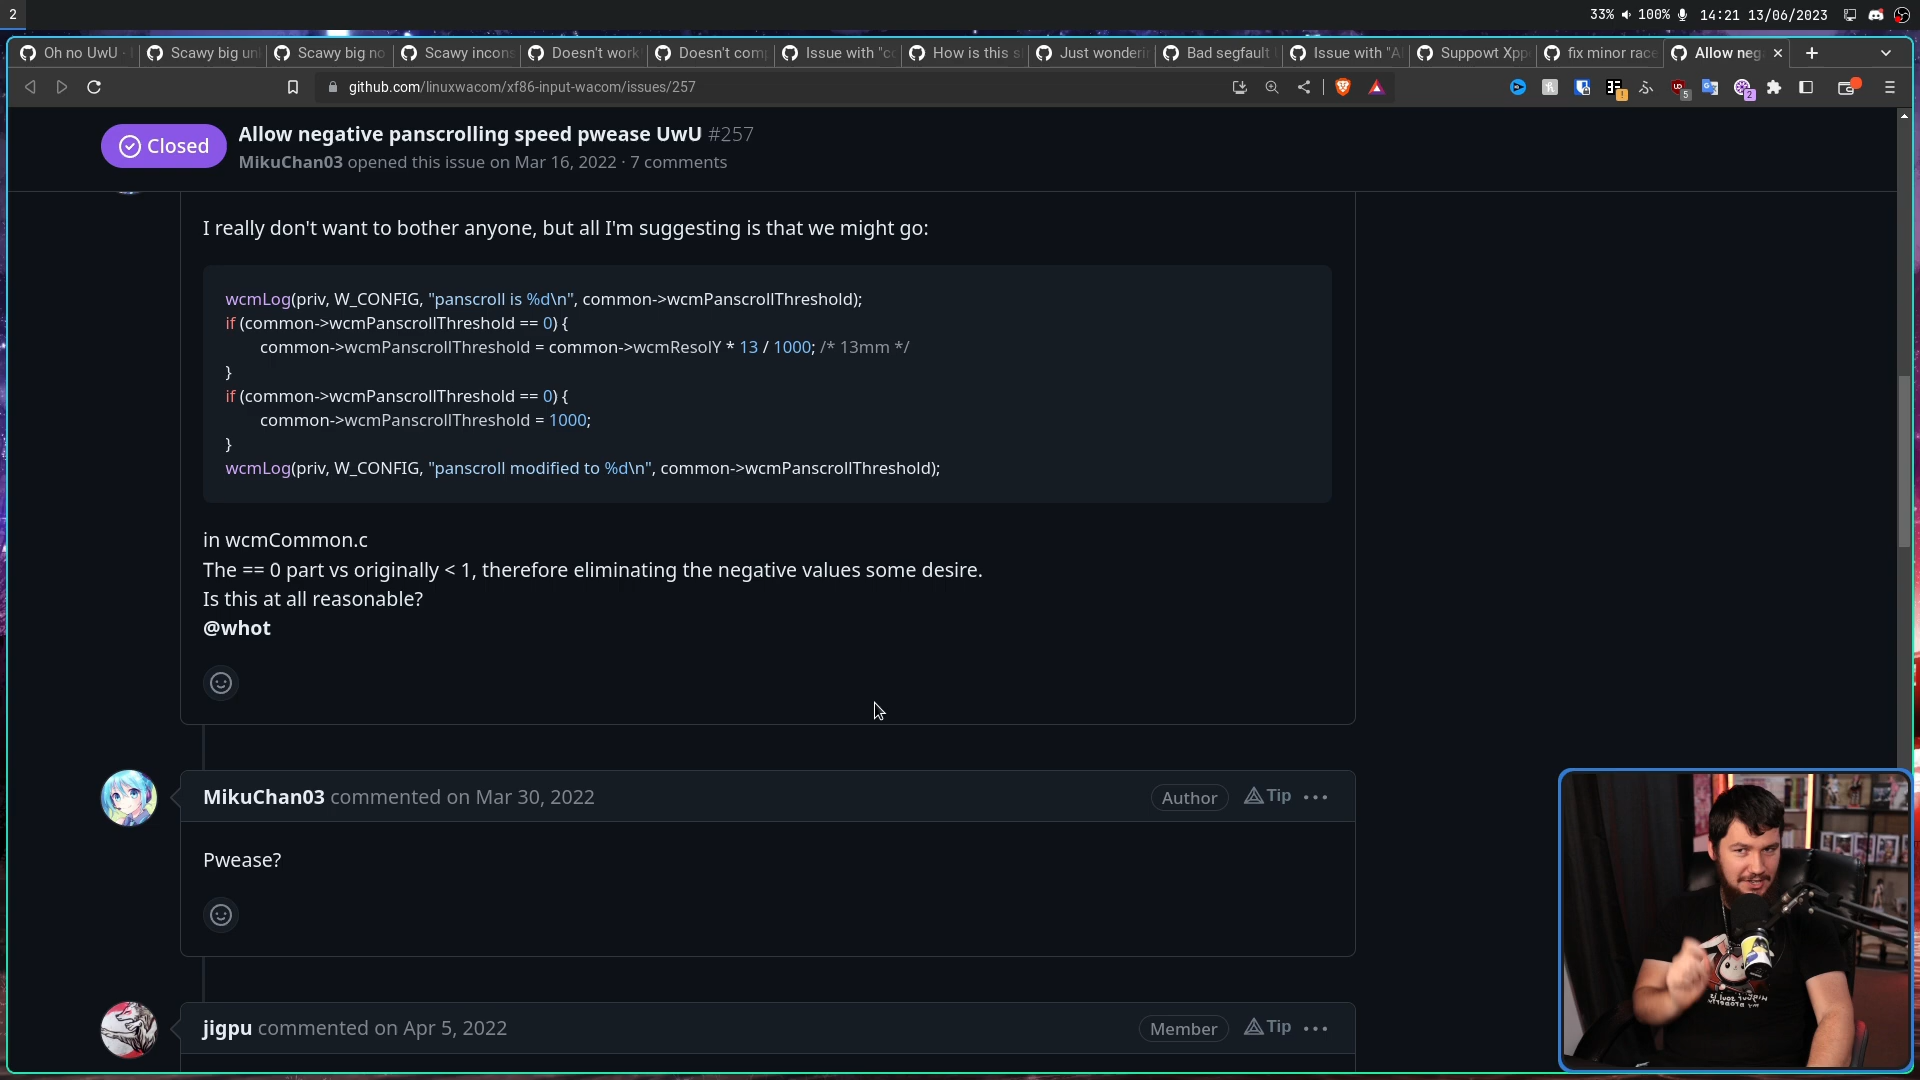 2
33% 100% 14:21 13/06/2023
Oh no UwU ·
Scawy big un
Scawy big no
Scawy incons
Doesn't work
Doesn't com
Issue with "c
How is this s
Just wonderi
Bad segfault
Issue with "A
Suppowt Xpp
fix minor race
Allow neg
github.com/linuxwacom/xf86-input-wacom/issues/257
5
2
Closed
Allow negative panscrolling speed pwease UwU #257
MikuChan03 opened this issue on Mar 16, 2022 · 7 comments
I really don't want to bother anyone, but all I'm suggesting is that we might go:
wcmLog(priv, W_CONFIG, "panscroll is %d\n", common->wcmPanscrollThreshold);
if (common->wcmPanscrollThreshold == 0) {
common->wcmPanscrollThreshold = common->wcmResolY * 13 / 1000; /* 13mm */
}
if (common->wcmPanscrollThreshold == 0) {
common->wcmPanscrollThreshold = 1000;
}
wcmLog(priv, W_CONFIG, "panscroll modified to %d\n", common->wcmPanscrollThreshold);
in wcmCommon.c
The == 0 part vs originally < 1, therefore eliminating the negative values some desire.
Is this at all reasonable?
@whot
MikuChan03 commented on Mar 30, 2022
Author
Tip
Pwease?
jigpu commented on Apr 5, 2022
Member
Tip